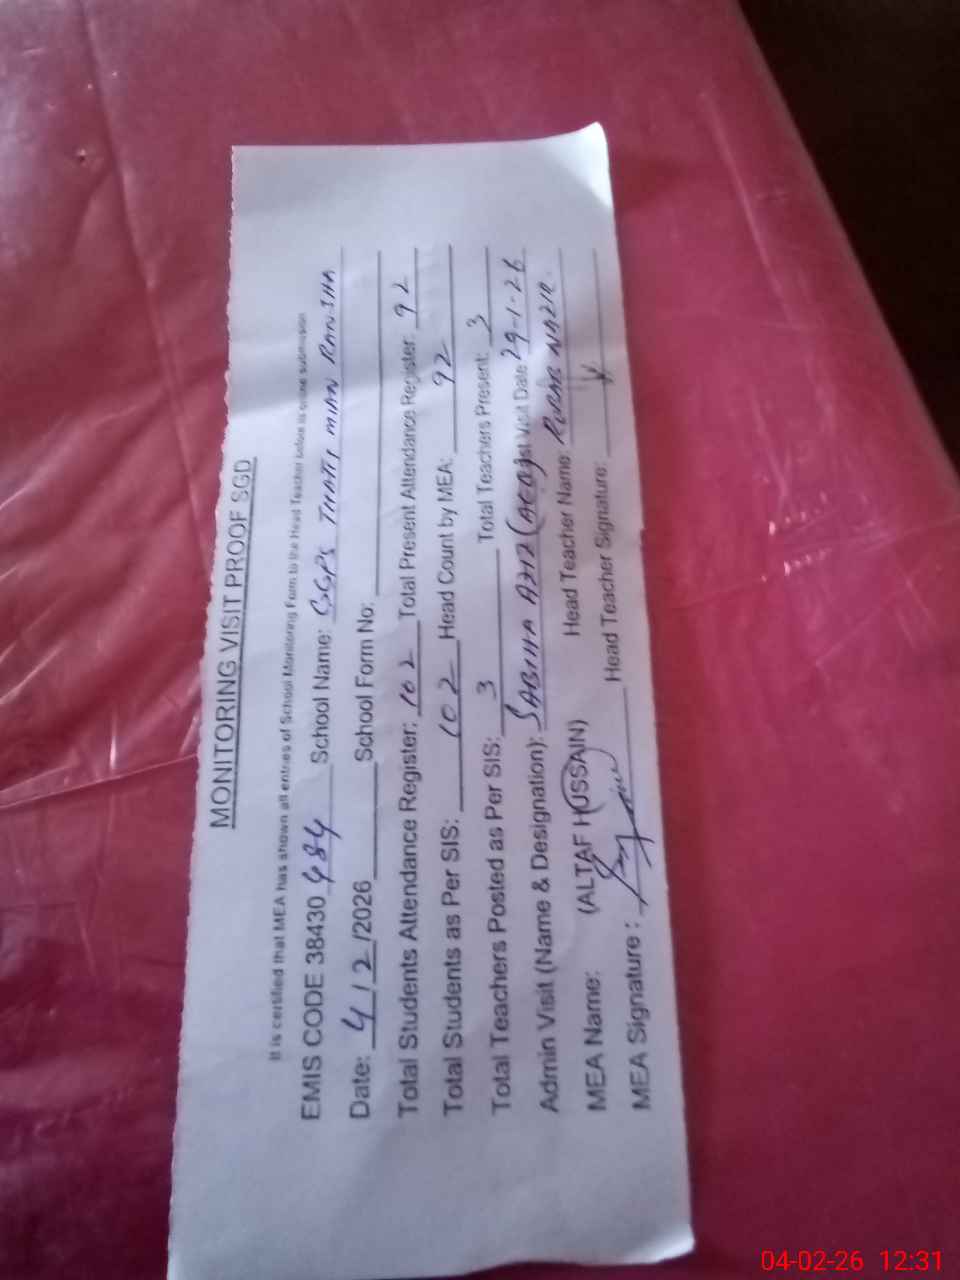 MONITORING VISIT PROOF SGD
It is certified that MEA has shown all entries of School Monitoring Form to the Head Teacher before is online submission
EMIS CODE 38430 484 School Name: GGPS THATTI MIAN RANJHA
Date: 4/2/2026 School Form No:
Total Students Attendance Register: 102 Total Present Attendance Register: 92
Total Students as Per SIS: 102 Head Count by MEA: 92
Total Teachers Posted as Per SIS: 3 Total Teachers Present: 3
Admin Visit (Name & Designation): SABIHA AZIZ (AEO) Last Visit Date 29-1-26
MEA Name: (ALTAF HUSSAIN) Head Teacher Name: RUBAB NAZIR.
MEA Signature : Head Teacher Signature:
04-02-26 12:31